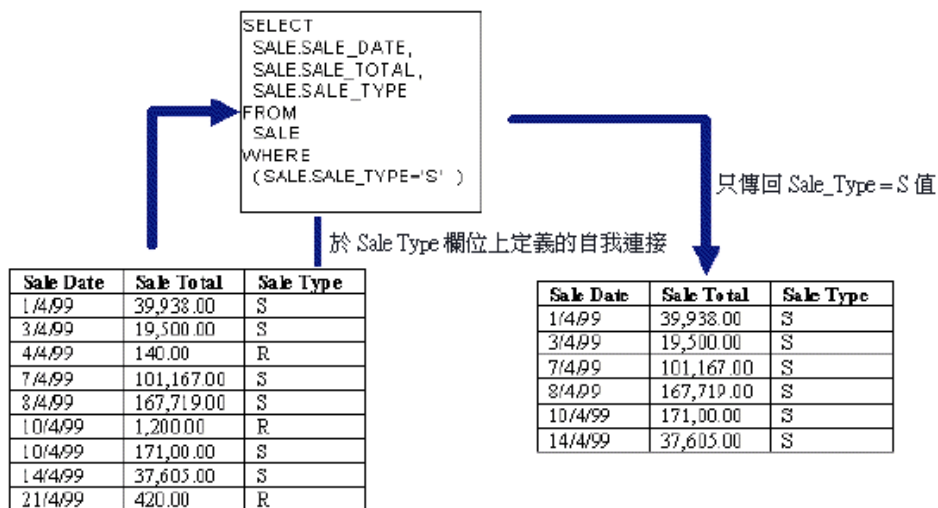 SELECT
SALE.SALE_DATE,
SALE.SALE_TOTAL,
SALE.SALE_TYPE
FROM
SALE
WHERE
(SALE.SALE_TYPE='S' )
只傳回 Sale_Type = S 值
於 Sale Type 欄位上定義的自我連接
Sale Date Sale Total Sale Type
1/4/99 39,938.00 S
3/4/99 19,500.00 S
4/4/99 140.00 R
7/4/99 101,167.00 S
8/4/99 167,719.00 S
10/4/99 1,200.00 R
10/4/99 171,00.00 S
14/4/99 37,605.00 S
21/4/99 420.00 R
Sale Date Sale Total Sale Type
1/4/99 39,938.00 S
3/4/99 19,500.00 S
7/4/99 101,167.00 S
8/4/99 167,719.00 S
10/4/99 171,00.00 S
14/4/99 37,605.00 S